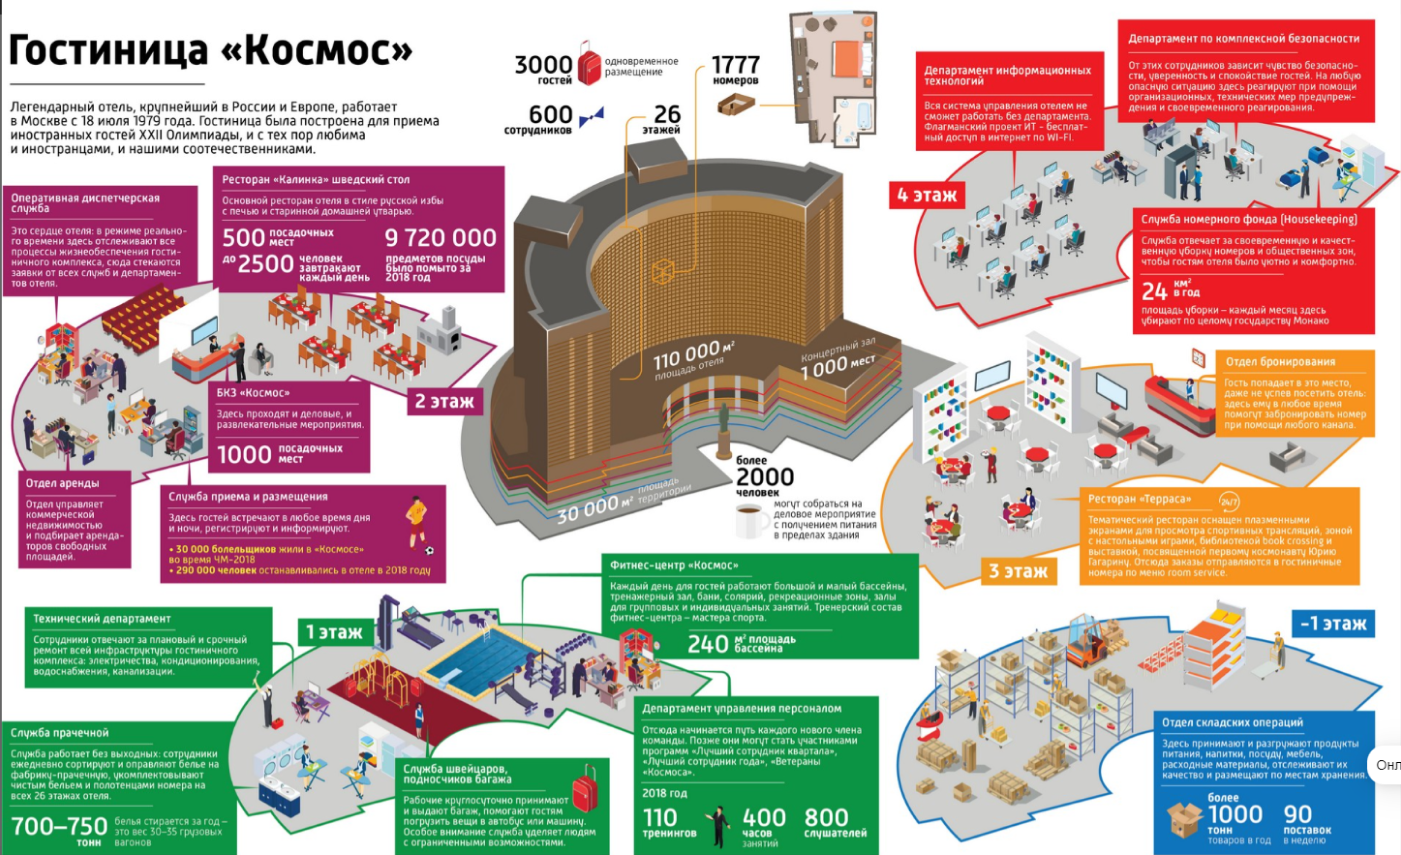 Гостиница «Космос»
Легендарный отель, крупнейший в России и Европе, работает
в Москве с 18 июля 1979 года. Гостиница была построена для приема
иностранных гостей XXII Олимпиады, и с тех пор любима
и иностранцами, и нашими соотечественниками.
3000
гостей
одновременное
размещение
600
сотрудников
26
этажей
1777
номеров
Оперативная диспетчерская
служба
Это сердце отеля: в режиме реально-
го времени здесь отслеживают все
процессы жизнеобеспечения гости-
ничного комплекса, сюда стекаются
заявки от всех служб и департамен-
тов отеля.
Ресторан «Калинка» шведский стол
Основной ресторан отеля в стиле русской избы
с печью и старинной домашней утварью.
500 посадочных
мест
до 2500 человек
завтракают
каждый день
9 720 000
предметов посуды
было помыто за
2018 год
2 этаж
БКЗ «Космос»
Здесь проходят и деловые, и
развлекательные мероприятия.
1000 посадочных
мест
Отдел аренды
Отдел управляет
коммерческой
недвижимостью
и подбирает аренда-
торов свободных
площадей.
Служба приема и размещения
Здесь гостей встречают в любое время дня
и ночи, регистрируют и информируют.
• 30 000 болельщиков жили в «Космосе»
во время ЧМ-2018
• 290 000 человек останавливались в отеле в 2018 году
110 000 м²
площадь отеля
Концертный зал
1 000 мест
30 000 м² площадь
территории
более
2000
человек
могут собраться на
деловое мероприятие
с получением питания
в пределах здания
Департамент информационных
технологий
Вся система управления отелем не
сможет работать без департамента.
Флагманский проект ИТ – бесплат-
ный доступ в интернет по WI-FI.
Департамент по комплексной безопасности
От этих сотрудников зависит чувство безопасно-
сти, уверенность и спокойствие гостей. На любую
опасную ситуацию здесь реагируют при помощи
организационных, технических мер предупреж-
дения и своевременного реагирования.
4 этаж
Служба номерного фонда (Housekeeping)
Служба отвечает за своевременную и качест-
венную уборку номеров и общественных зон,
чтобы гостям отеля было уютно и комфортно.
24 км²
в год
площадь уборки – каждый месяц здесь
убирают по целому государству Монако
Отдел бронирования
Гость попадает в это место,
даже не успев посетить отель:
здесь ему в любое время
помогут забронировать номер
при помощи любого канала.
Ресторан «Терраса» 24/7
Тематический ресторан оснащен плазменными
экранами для просмотра спортивных трансляций, зоной
с настольными играми, библиотекой book crossing и
выставкой, посвященной первому космонавту Юрию
Гагарину. Отсюда заказы отправляются в гостиничные
номера по меню room service.
3 этаж
Технический департамент
Сотрудники отвечают за плановый и срочный
ремонт всей инфраструктуры гостиничного
комплекса: электричества, кондиционирования,
водоснабжения, канализации.
1 этаж
Фитнес-центр «Космос»
Каждый день для гостей работают большой и малый бассейны,
тренажерный зал, бани, солярий, рекреационные зоны, залы
для групповых и индивидуальных занятий. Тренерский состав
фитнес-центра – мастера спорта.
240 м² площадь
бассейна
Служба прачечной
Служба работает без выходных: сотрудники
ежедневно сортируют и отправляют белье на
фабрику-прачечную, укомплектовывают
чистым бельем и полотенцами номера на
всех 26 этажах отеля.
700–750
тонн
белья стирается за год –
это вес 30–35 грузовых
вагонов
Служба швейцаров,
подносчиков багажа
Рабочие круглосуточно принимают
и выдают багаж, помогают гостям
погрузить вещи в автобус или машину.
Особое внимание служба уделяет людям
с ограниченными возможностями.
Департамент управления персоналом
Отсюда начинается путь каждого нового члена
команды. Позже они могут стать участниками
программ «Лучший сотрудник квартала»,
«Лучший сотрудник года», «Ветераны
«Космоса».
2018 год
110
тренингов
400
часов
занятий
800
слушателей
-1 этаж
Отдел складских операций
Здесь принимают и разгружают продукты
питания, напитки, посуду, мебель,
расходные материалы, отслеживают их
качество и размещают по местам хранения.
более
1000
тонн
товаров в год
90
поставок
в неделю
Онл